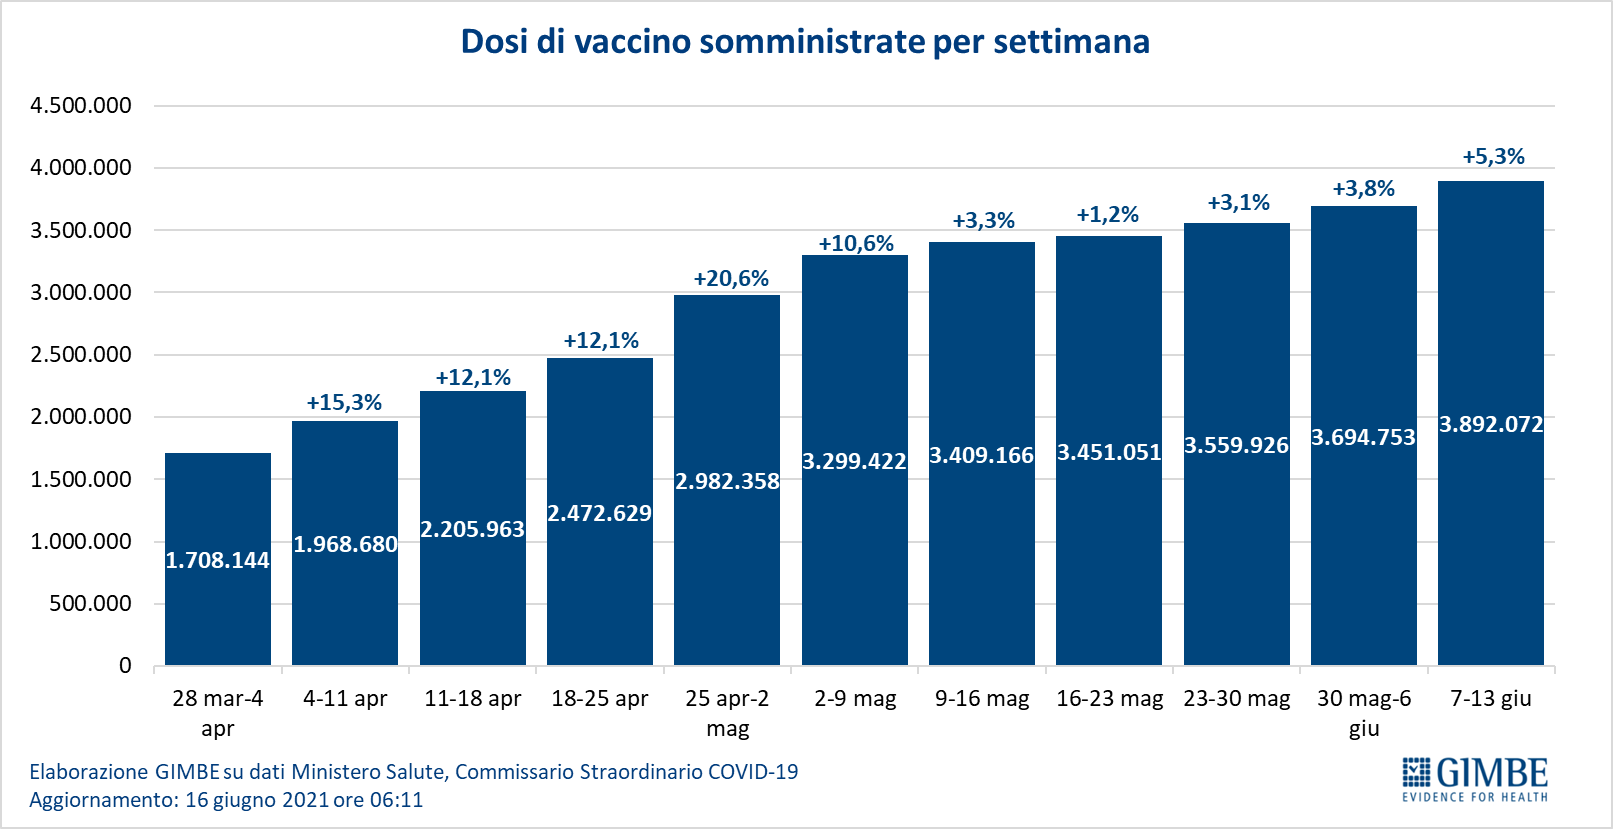 Dosi di vaccino somministrate per settimana
4.500.000
4.000.000
3.500.000
3.000.000
2.500.000
2.000.000
1.500.000
1.000.000
500.000
0
+15,3%
+12,1%
+12,1%
+20,6%
+10,6%
+3,3%
+1,2%
+3,1%
+3,8%
+5,3%
1.708.144
1.968.680
2.205.963
2.472.629
2.982.358
3.299.422
3.409.166
3.451.051
3.559.926
3.694.753
3.892.072
28 mar-4
apr
4-11 apr
11-18 apr
18-25 apr
25 apr-2
mag
2-9 mag
9-16 mag
16-23 mag
23-30 mag
30 mag-6
giu
7-13 giu
Elaborazione GIMBE su dati Ministero Salute, Commissario Straordinario COVID-19
Aggiornamento: 16 giugno 2021 ore 06:11
GIMBE
EVIDENCE FOR HEALTH